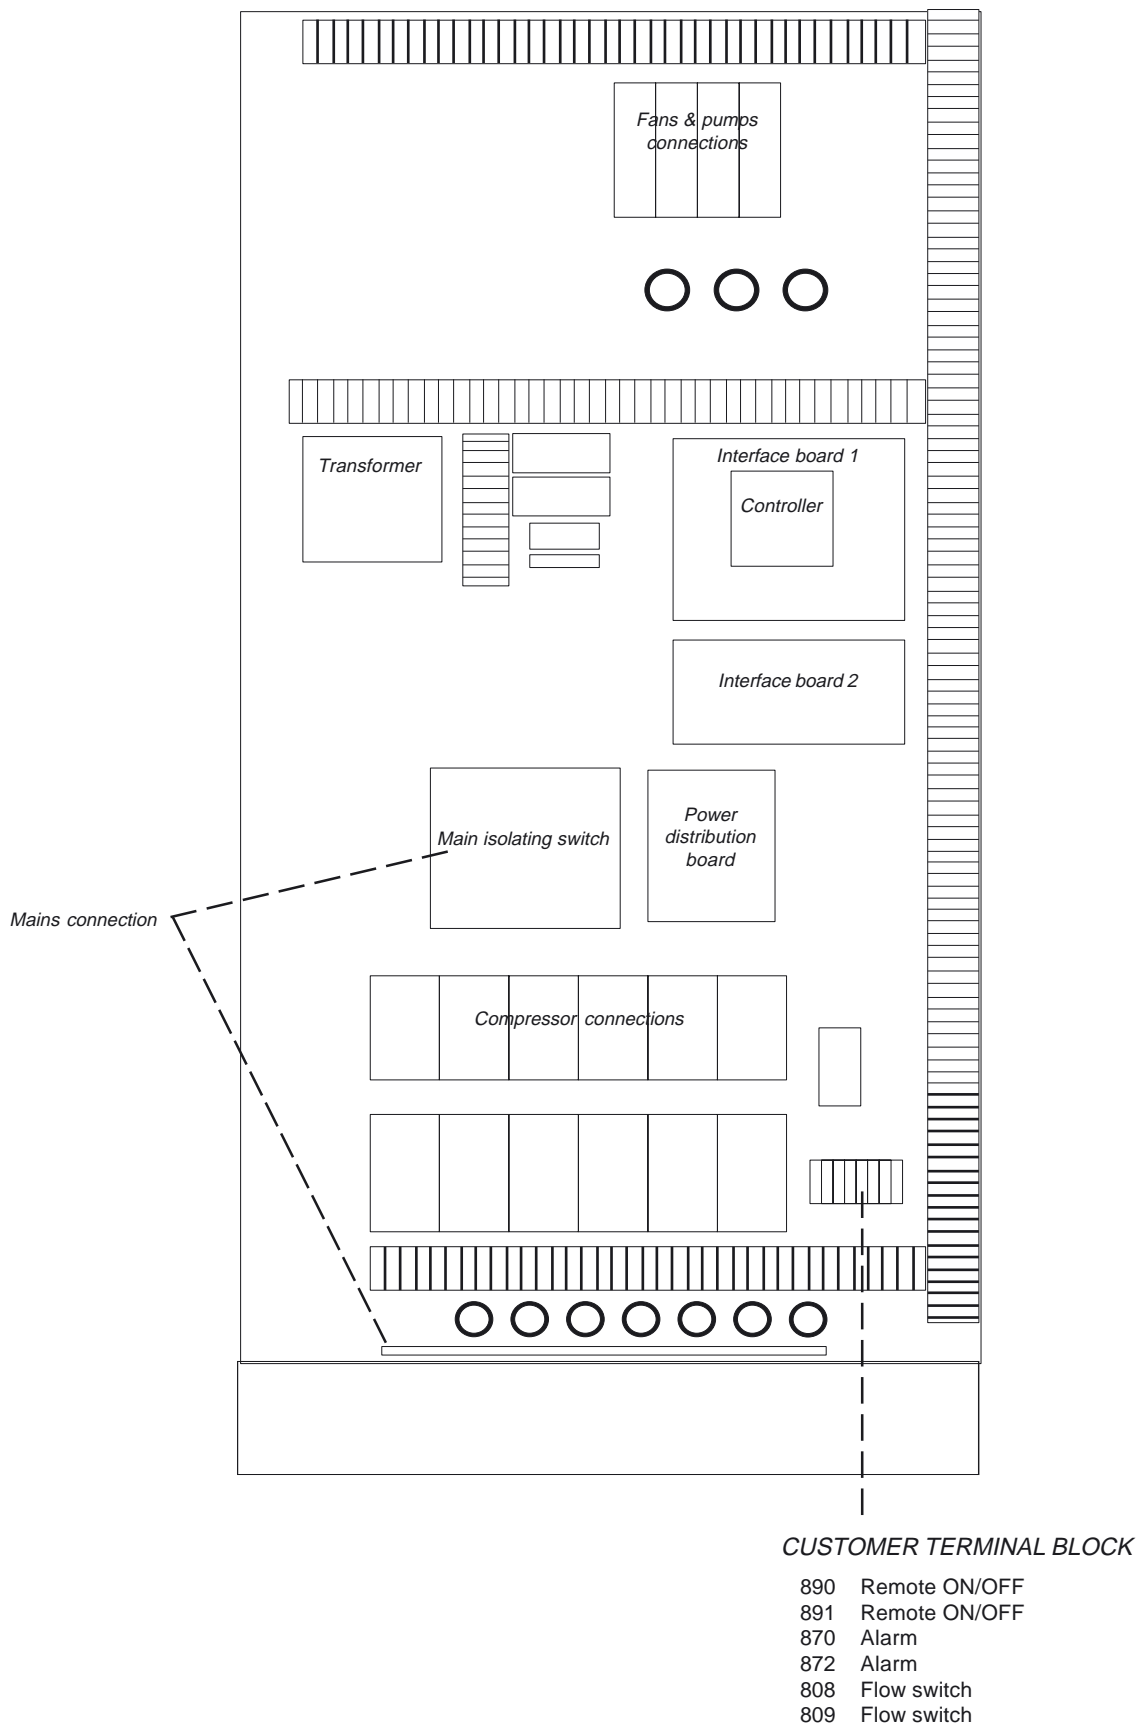 Fans & pumps
connections
Transformer
Interface board 1
Controller
Interface board 2
Main isolating switch
Power
distribution
board
Mains connection
Compressor connections
CUSTOMER TERMINAL BLOCK
890 Remote ON/OFF
891 Remote ON/OFF
870 Alarm
872 Alarm
808 Flow switch
809 Flow switch